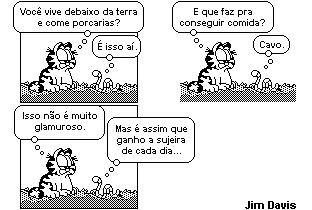 Você vive debaixo da terra
e come porcarias?
É isso aí.
E que faz pra
conseguir comida?
Cavo.
Isso não é muito
glamuroso.
Mas é assim que
ganho a sujeira
de cada dia...
Jim Davis